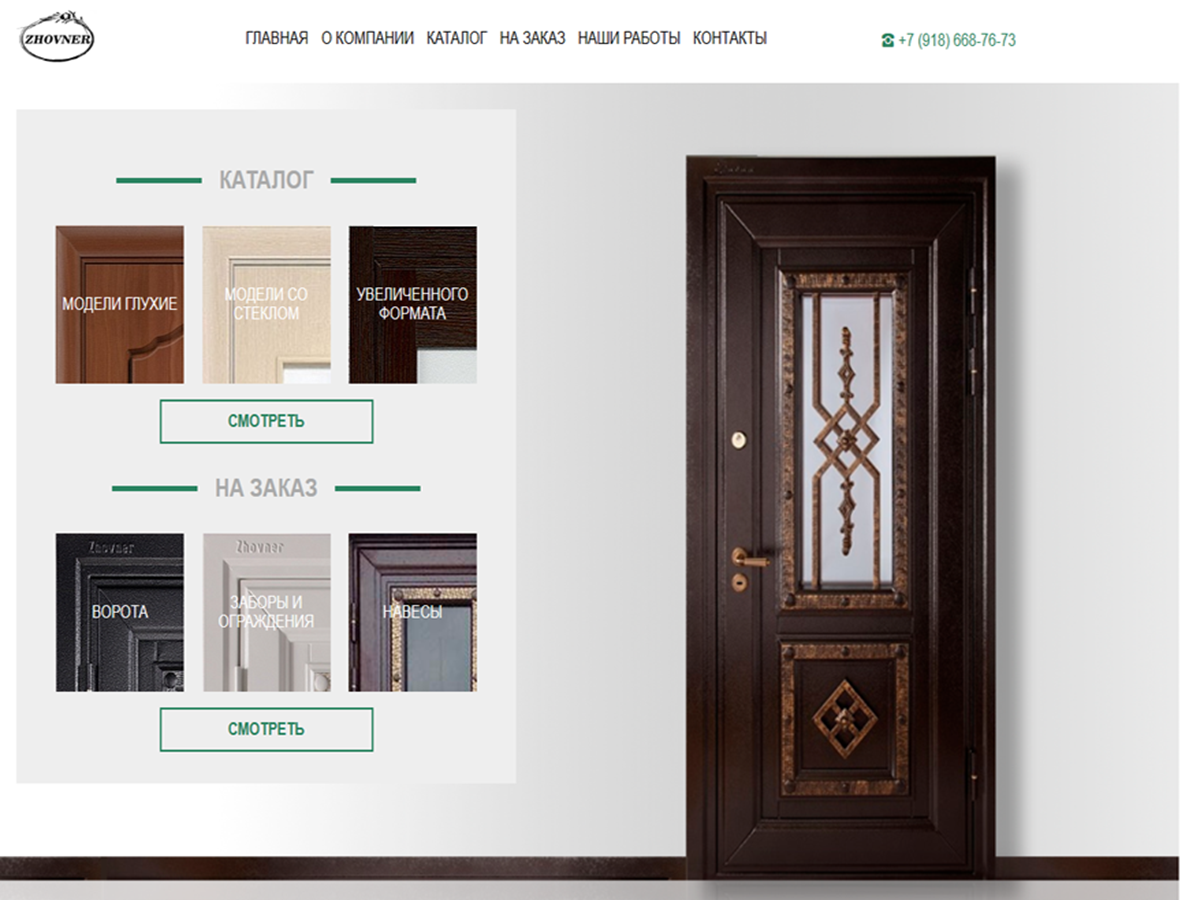 ZHOVNER
ГЛАВНАЯ О КОМПАНИИ КАТАЛОГ НА ЗАКАЗ НАШИ РАБОТЫ КОНТАКТЫ
+7 (918) 668-76-73
КАТАЛОГ
МОДЕЛИ ГЛУХИЕ
МОДЕЛИ СО
СТЕКЛОМ
УВЕЛИЧЕННОГО
ФОРМАТА
СМОТРЕТЬ
НА ЗАКАЗ
Zhovner
ВОРОТА
Zhovner
ЗАБОРЫ И
ОГРАЖДЕНИЯ
НАВЕСЫ
СМОТРЕТЬ